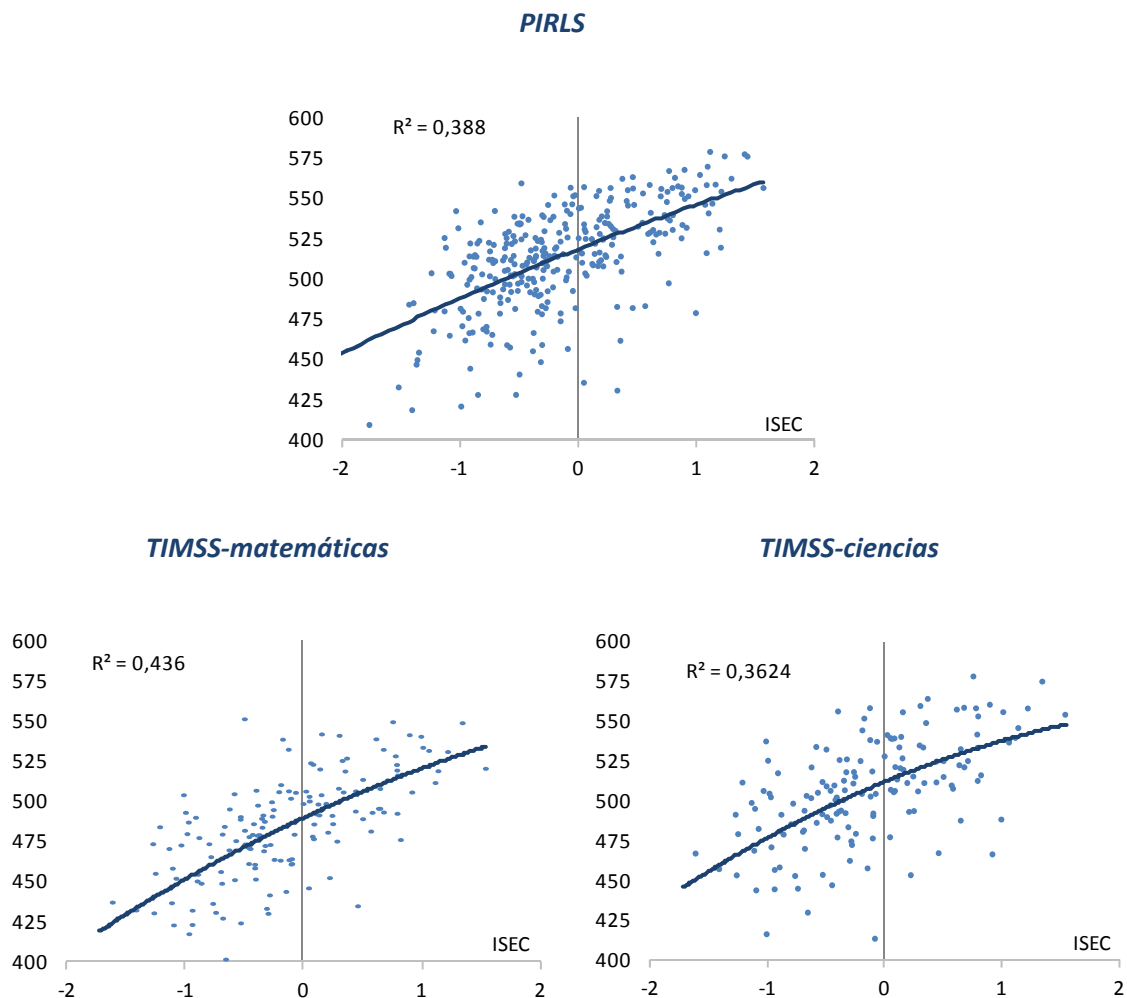 PIRLS
600
R² = 0,388
575
550
525
500
475
450
425
ISEC
400
-2 -1 0 1 2
TIMSS-matemáticas
600
R² = 0,436
575
550
525
500
475
450
425
ISEC
400
-2 -1 0 1 2
TIMSS-ciencias
600
R² = 0,3624
575
550
525
500
475
450
425
ISEC
400
-2 -1 0 1 2